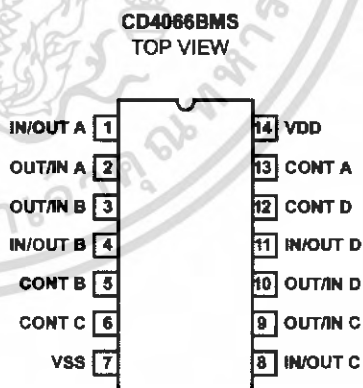 CD4066BMS
TOP VIEW
IN/OUT A 1
OUT/IN A 2
OUT/IN B 3
IN/OUT B 4
CONT B 5
CONT C 6
VSS 7
14 VDD
13 CONT A
12 CONT D
11 IN/OUT D
10 OUT/IN D
9 OUT/IN C
8 IN/OUT C